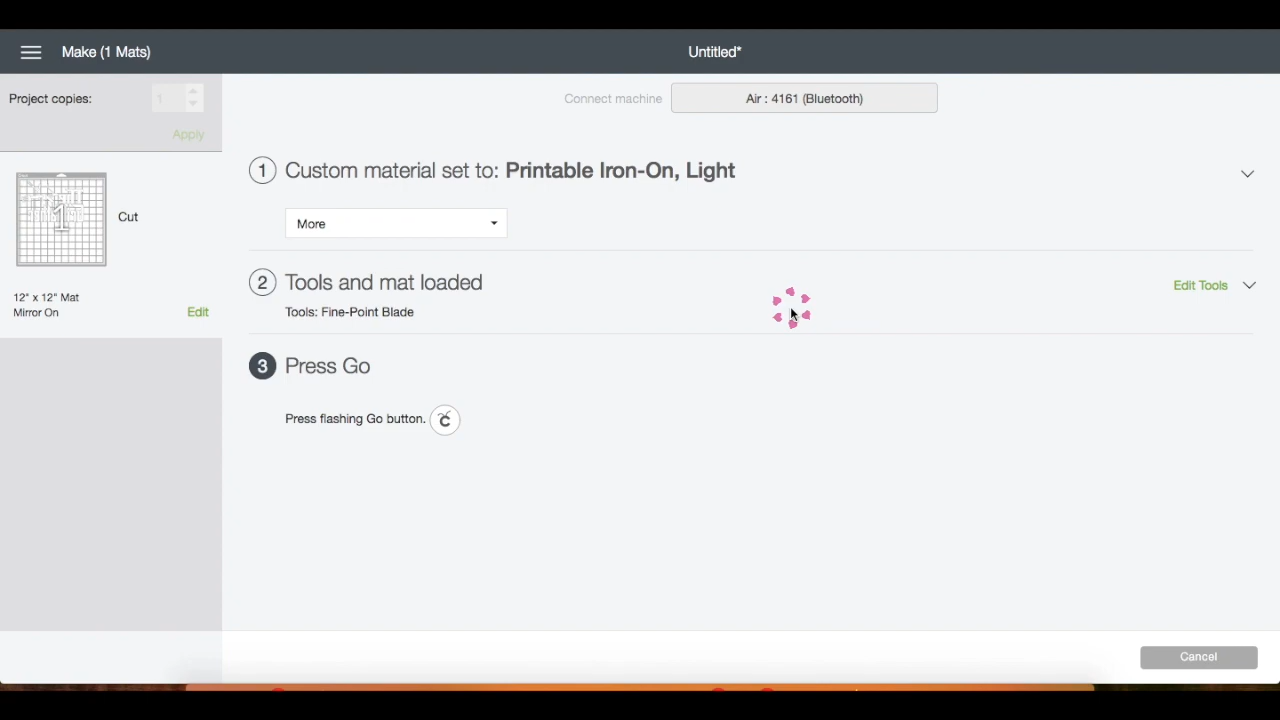 Make (1 Mats)
Untitled*
Project copies:
1
Apply
Connect machine
Air : 4161 (Bluetooth)
1 Custom material set to: Printable Iron-On, Light
More
1
Cut
12" x 12" Mat
Mirror On
Edit
2 Tools and mat loaded
Edit Tools
Tools: Fine-Point Blade
3 Press Go
Press flashing Go button.
Cancel